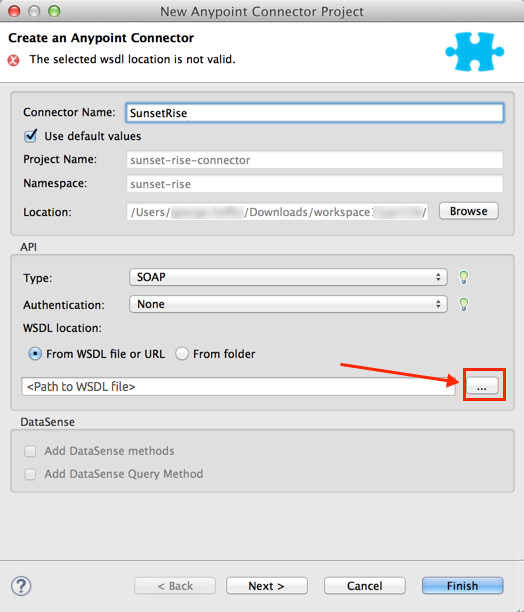 New Anypoint Connector Project
Create an Anypoint Connector
The selected wsdl location is not valid.
Connector Name: SunsetRise
Use default values
Project Name: sunset-rise-connector
Namespace: sunset-rise
Location: /Users/ /Downloads/workspace /
Browse
API
Type: SOAP
Authentication: None
WSDL location:
From WSDL file or URL From folder
<Path to WSDL file> ...
DataSense
Add DataSense methods
Add DataSense Query Method
? < Back Next > Cancel Finish